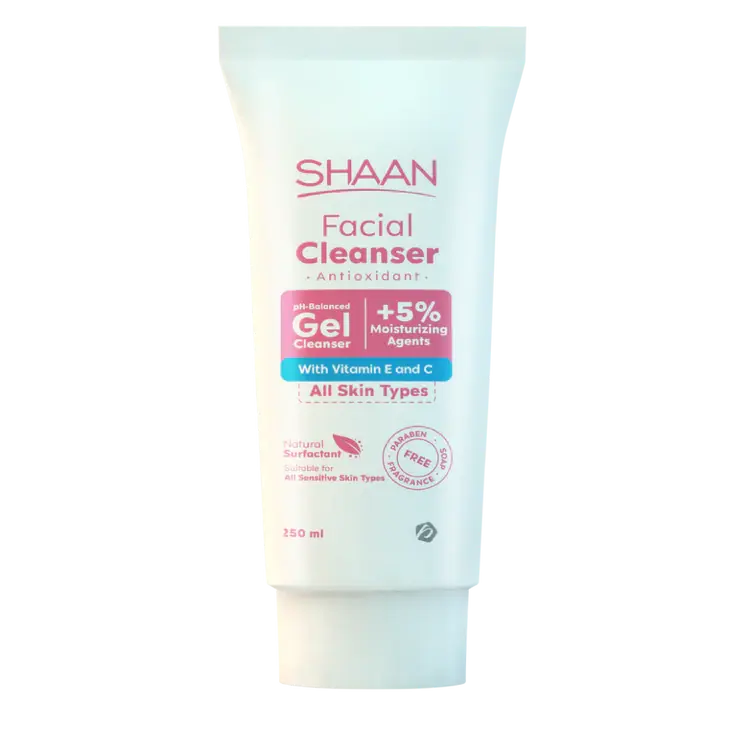 SHAAN
Facial
Cleanser
· Antioxidant ·
pH-Balanced
Gel
Cleanser
+5%
Moisturizing
Agents
With Vitamin E and C
All Skin Types
Natural
Surfactant
Suitable for
All Sensitive Skin Types
PARABEN · SOAP · FRAGRANCE ·
FREE
250 ml